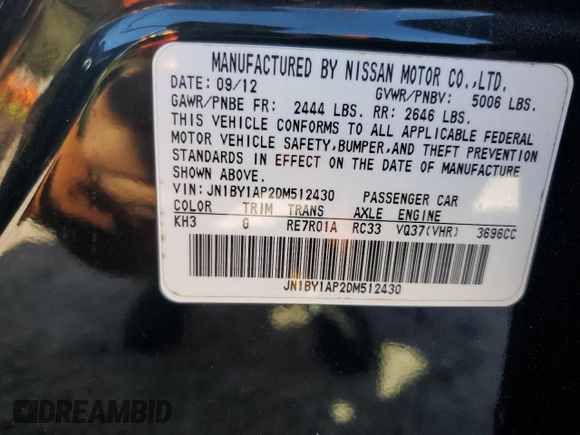 MANUFACTURED BY NISSAN MOTOR CO.,LTD.
DATE: 09/12 GVWR/PNBV: 5006 LBS.
GAWR/PNBE FR: 2444 LBS. RR: 2646 LBS.
THIS VEHICLE CONFORMS TO ALL APPLICABLE FEDERAL
MOTOR VEHICLE SAFETY, BUMPER, AND THEFT PREVENTION
STANDARDS IN EFFECT ON THE DATE OF MANUFACTURE
SHOWN ABOVE.
VIN: JN1BY1AP2DM512430 PASSENGER CAR
COLOR TRIM TRANS AXLE ENGINE
KH3 G RE7R01A RC33 VQ37(VHR) 3696CC
JN1BY1AP2DM512430
DREAMBID